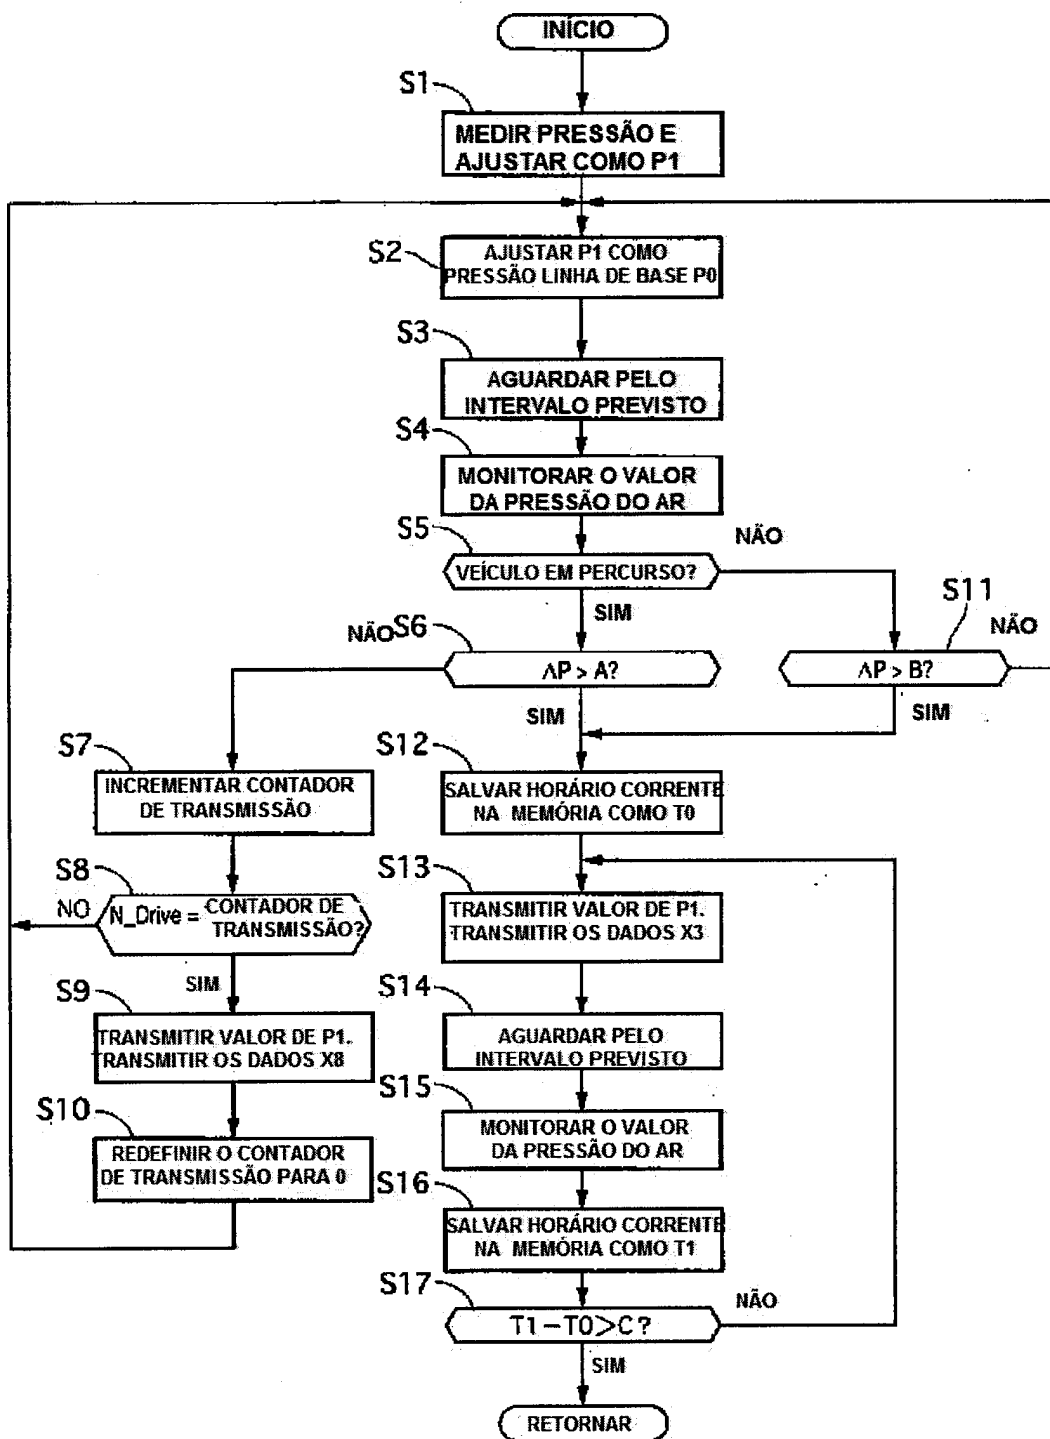 INÍCIO
S1
MEDIR PRESSÃO E
AJUSTAR COMO P1
S2
AJUSTAR P1 COMO
PRESSÃO LINHA DE BASE P0
S3
AGUARDAR PELO
INTERVALO PREVISTO
S4
MONITORAR O VALOR
DA PRESSÃO DO AR
S5
VEÍCULO EM PERCURSO?
NÃO
SIM
S6
NÃO
ΔP > A?
SIM
S11
ΔP > B?
NÃO
SIM
S7
INCREMENTAR CONTADOR
DE TRANSMISSÃO
S8
N_Drive = CONTADOR DE
TRANSMISSÃO?
NO
SIM
S9
TRANSMITIR VALOR DE P1.
TRANSMITIR OS DADOS X8
S10
REDEFINIR O CONTADOR
DE TRANSMISSÃO PARA 0
S12
SALVAR HORÁRIO CORRENTE
NA MEMÓRIA COMO T0
S13
TRANSMITIR VALOR DE P1.
TRANSMITIR OS DADOS X3
S14
AGUARDAR PELO
INTERVALO PREVISTO
S15
MONITORAR O VALOR
DA PRESSÃO DO AR
S16
SALVAR HORÁRIO CORRENTE
NA MEMÓRIA COMO T1
S17
T1-T0>C?
NÃO
SIM
RETORNAR